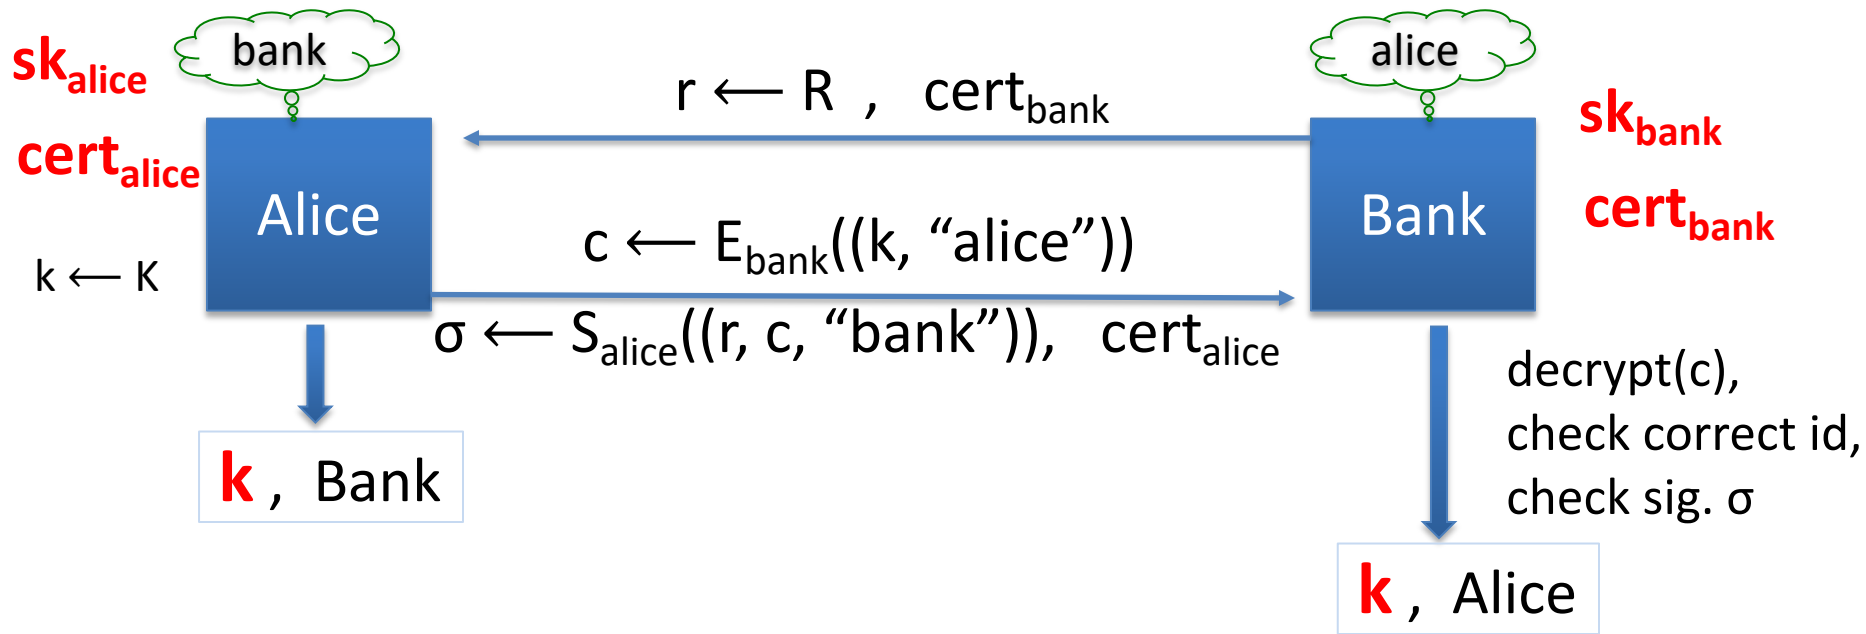 bank
sk_alice
cert_alice
Alice
k ⟵ K
k , Bank
r ⟵ R , cert_bank
c ⟵ E_bank((k, “alice”))
σ ⟵ S_alice((r, c, “bank”)), cert_alice
alice
sk_bank
cert_bank
Bank
decrypt(c),
check correct id,
check sig. σ
k , Alice